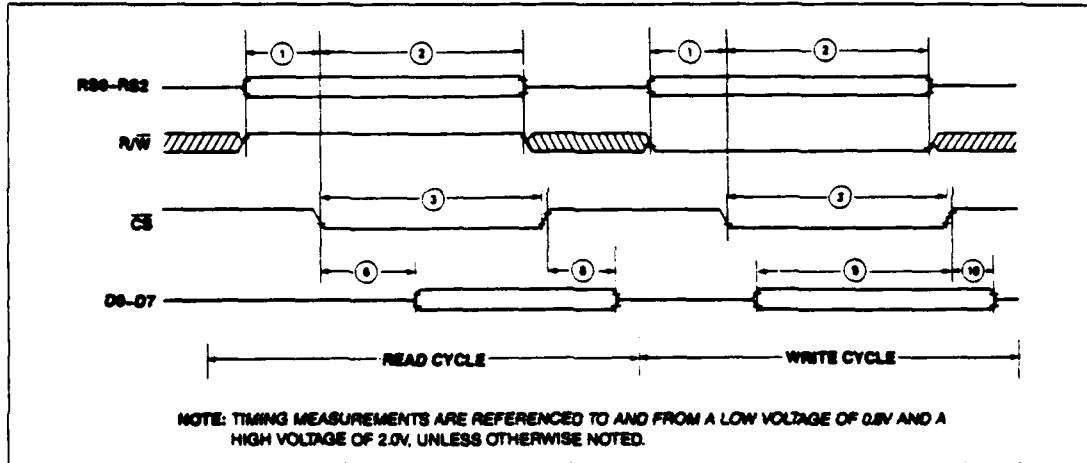 1 2 1 2
RS0–RS2
R/W̅
3 3
C̅S̅
6 8 9 10
D0–D7
READ CYCLE WRITE CYCLE
NOTE: TIMING MEASUREMENTS ARE REFERENCED TO AND FROM A LOW VOLTAGE OF 0.8V AND A
HIGH VOLTAGE OF 2.0V, UNLESS OTHERWISE NOTED.